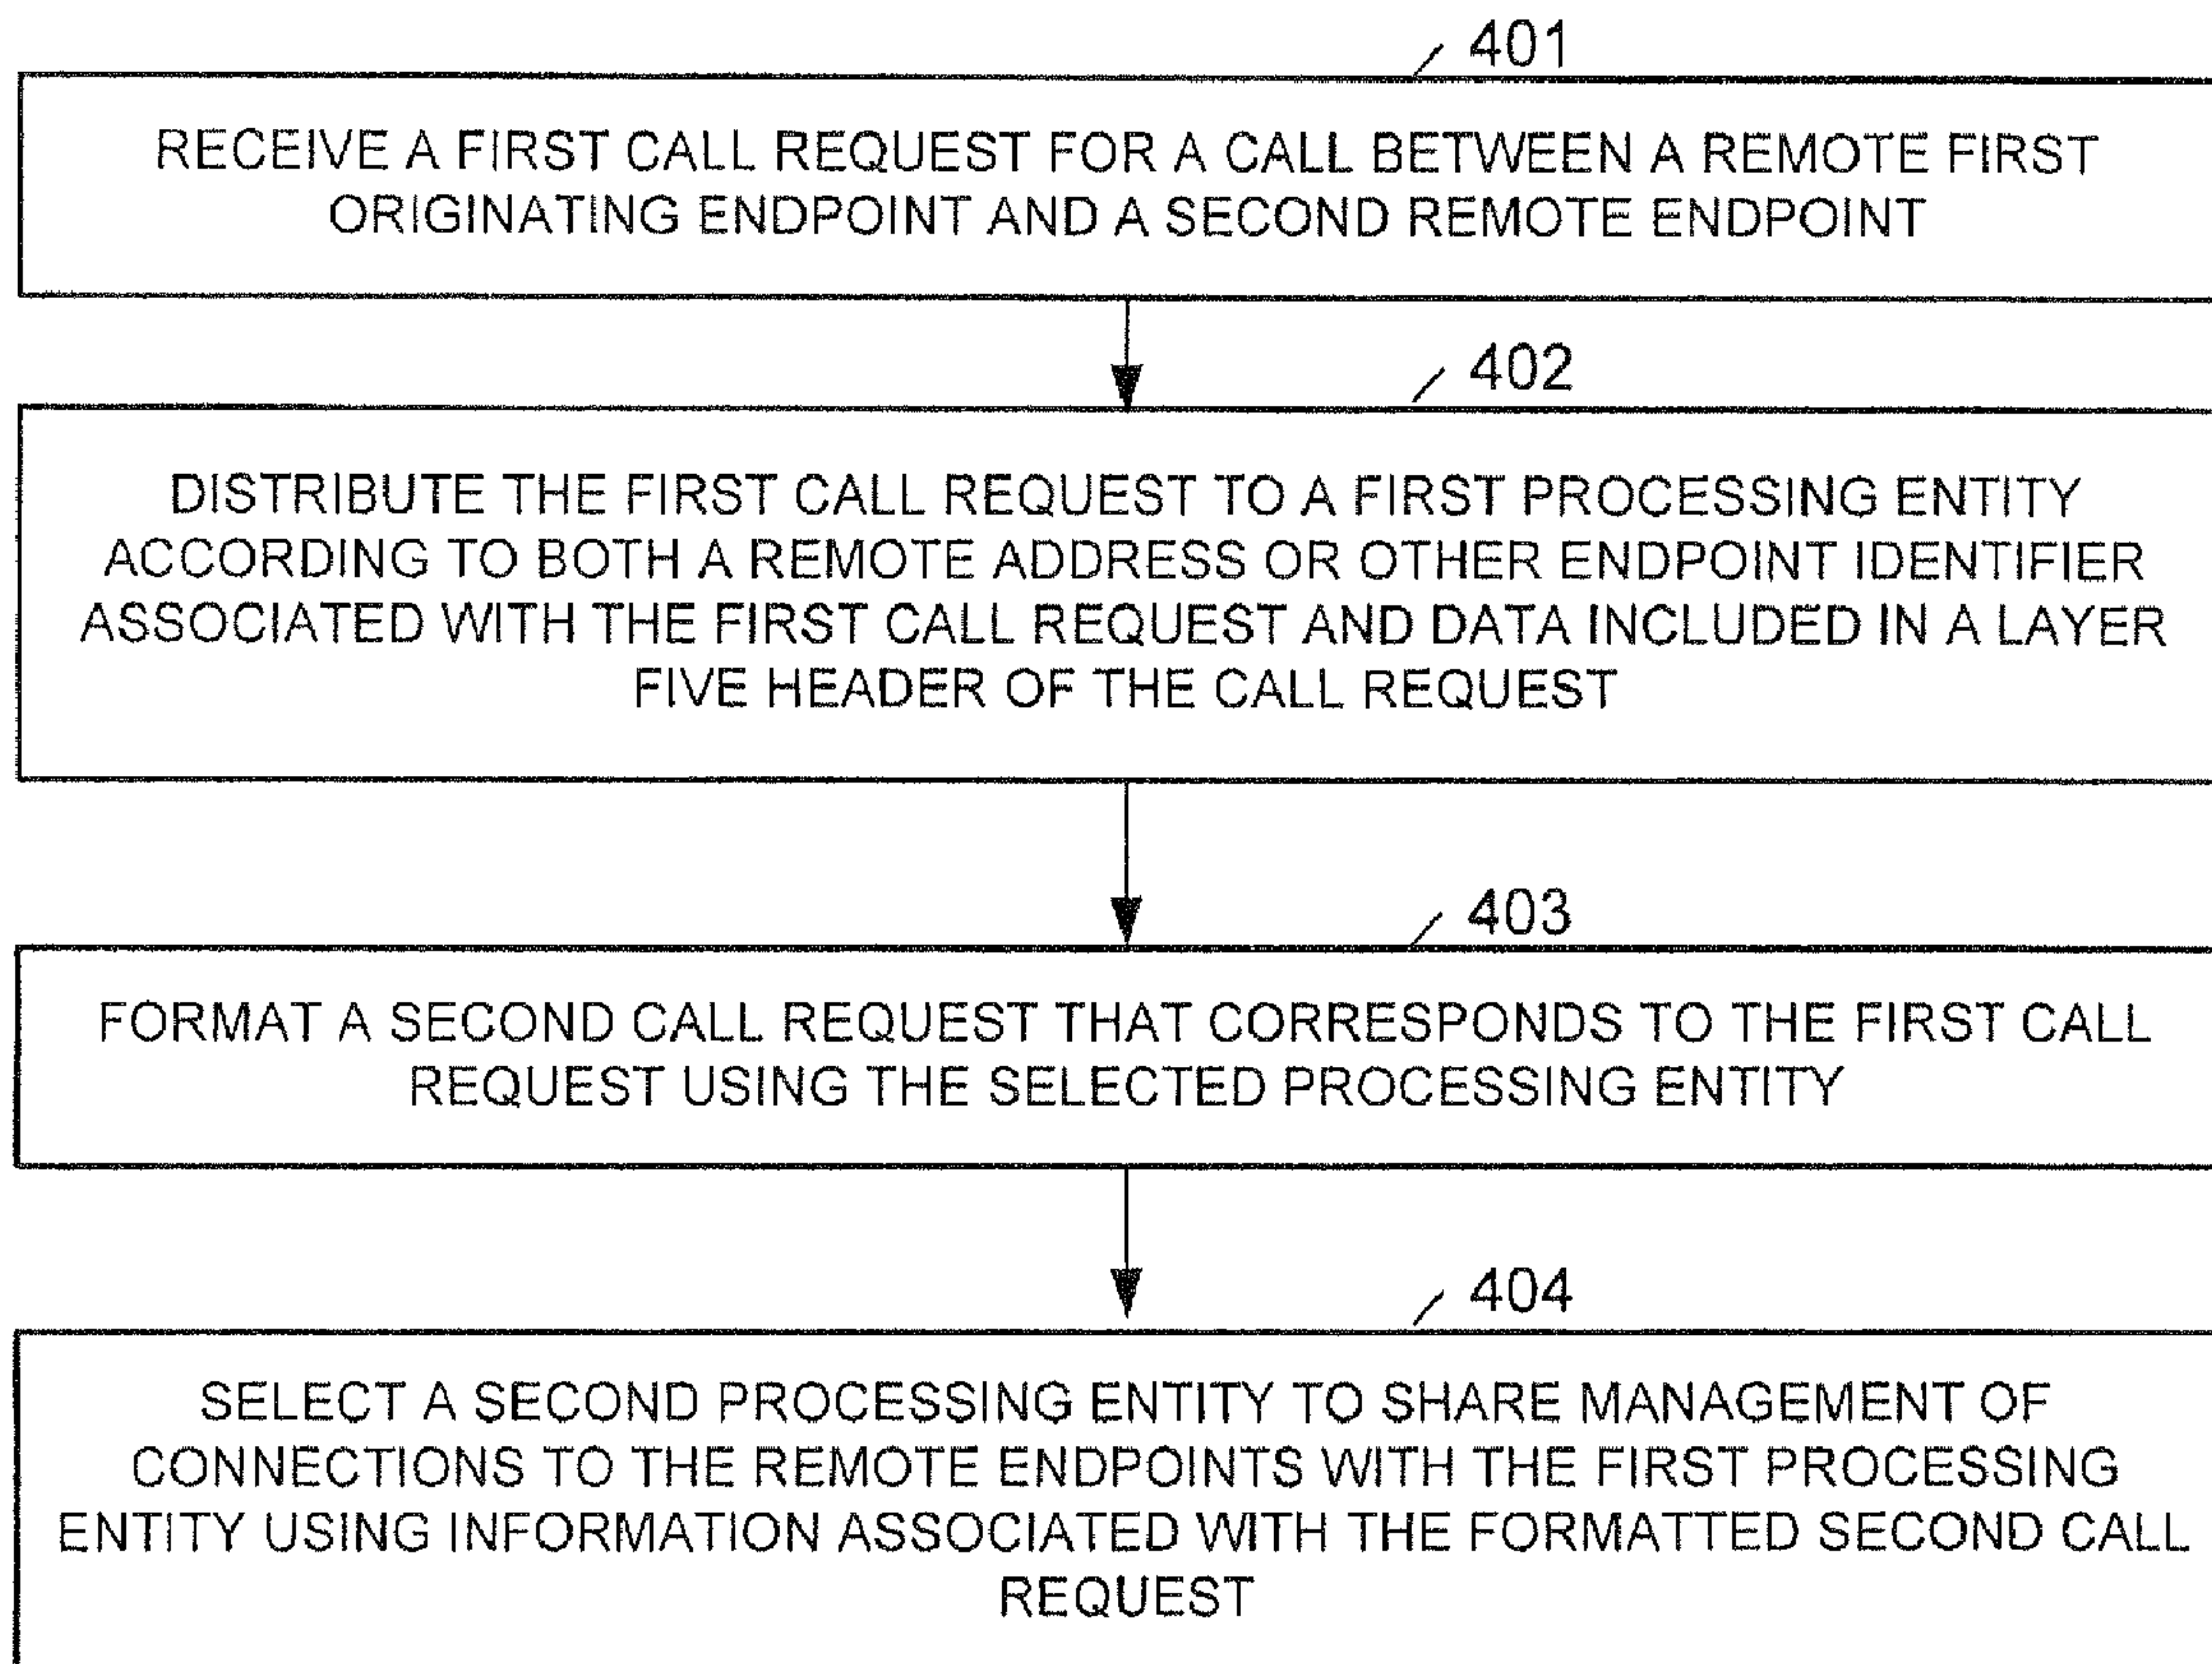 401
RECEIVE A FIRST CALL REQUEST FOR A CALL BETWEEN A REMOTE FIRST
ORIGINATING ENDPOINT AND A SECOND REMOTE ENDPOINT
402
DISTRIBUTE THE FIRST CALL REQUEST TO A FIRST PROCESSING ENTITY
ACCORDING TO BOTH A REMOTE ADDRESS OR OTHER ENDPOINT IDENTIFIER
ASSOCIATED WITH THE FIRST CALL REQUEST AND DATA INCLUDED IN A LAYER
FIVE HEADER OF THE CALL REQUEST
403
FORMAT A SECOND CALL REQUEST THAT CORRESPONDS TO THE FIRST CALL
REQUEST USING THE SELECTED PROCESSING ENTITY
404
SELECT A SECOND PROCESSING ENTITY TO SHARE MANAGEMENT OF
CONNECTIONS TO THE REMOTE ENDPOINTS WITH THE FIRST PROCESSING
ENTITY USING INFORMATION ASSOCIATED WITH THE FORMATTED SECOND CALL
REQUEST